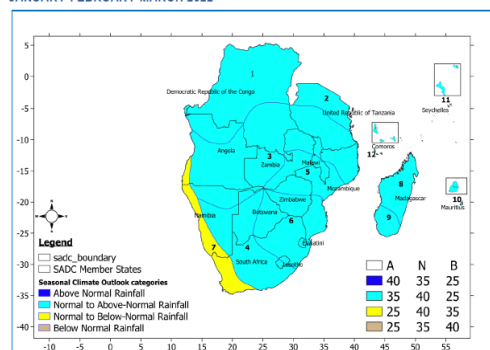 JANUARY-FEBRUARY-MARCH 2022
5
0
-5
-10
-15
-20
-25
-30
-35
-40
-10 -5 0 5 10 15 20 25 30 35 40 45 50 55
1
Democratic Republic of the Congo
2
United Republic of Tanzania
11
Seychelles
Comoros
12
Angola
3
Zambia
Malawi
5
Mozambique
8
Madagascar
10
Mauritius
Zimbabwe
Namibia
Botswana
6
9
7
4
Eswatini
South Africa
Lesotho
N
W
E
S
Legend
sadc_boundary
SADC Member States
Seasonal Climate Outlook categories
Above Normal Rainfall
Normal to Above-Normal Rainfall
Normal to Below-Normal Rainfall
Below Normal Rainfall
A N B
40 35 25
35 40 25
25 40 35
25 35 40